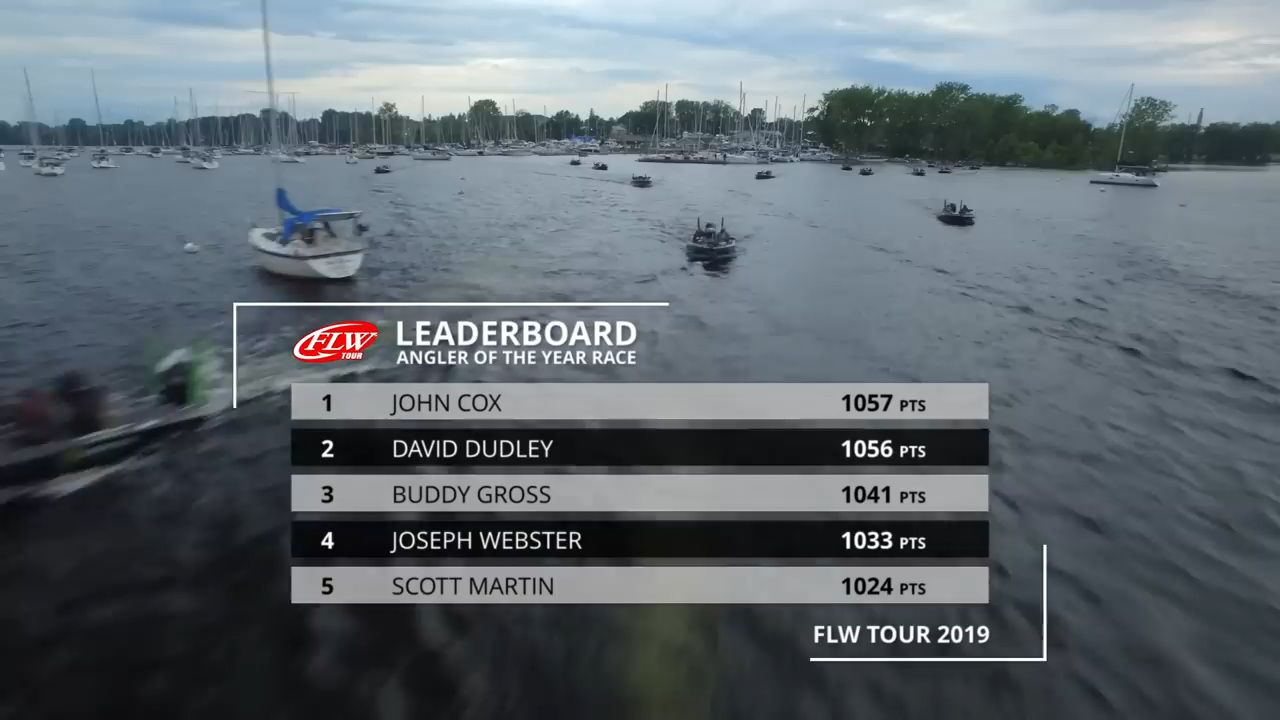 FLW TOUR
LEADERBOARD
ANGLER OF THE YEAR RACE
1 JOHN COX 1057 PTS
2 DAVID DUDLEY 1056 PTS
3 BUDDY GROSS 1041 PTS
4 JOSEPH WEBSTER 1033 PTS
5 SCOTT MARTIN 1024 PTS
FLW TOUR 2019